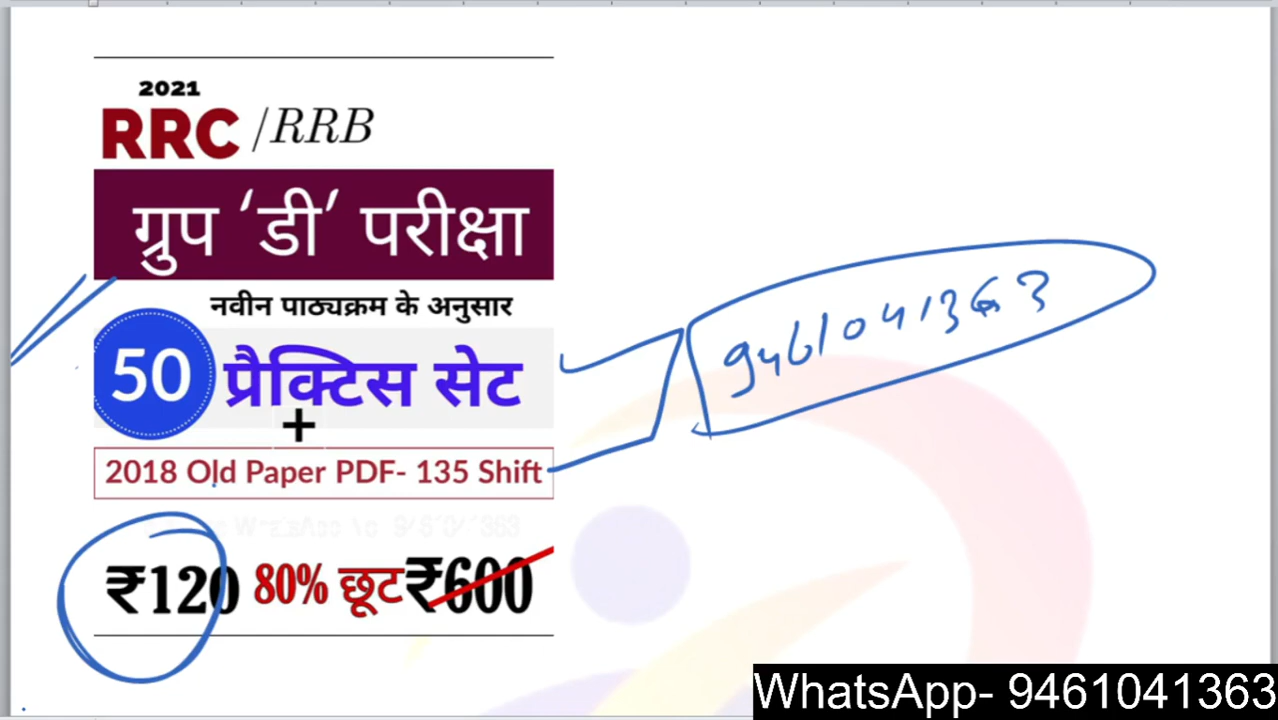 2021
RRC /RRB
ग्रुप ‘डी’ परीक्षा
नवीन पाठ्यक्रम के अनुसार
50 प्रैक्टिस सेट
+
2018 Old Paper PDF- 135 Shift
9461041363
₹120 80% छूट ₹600
WhatsApp- 9461041363